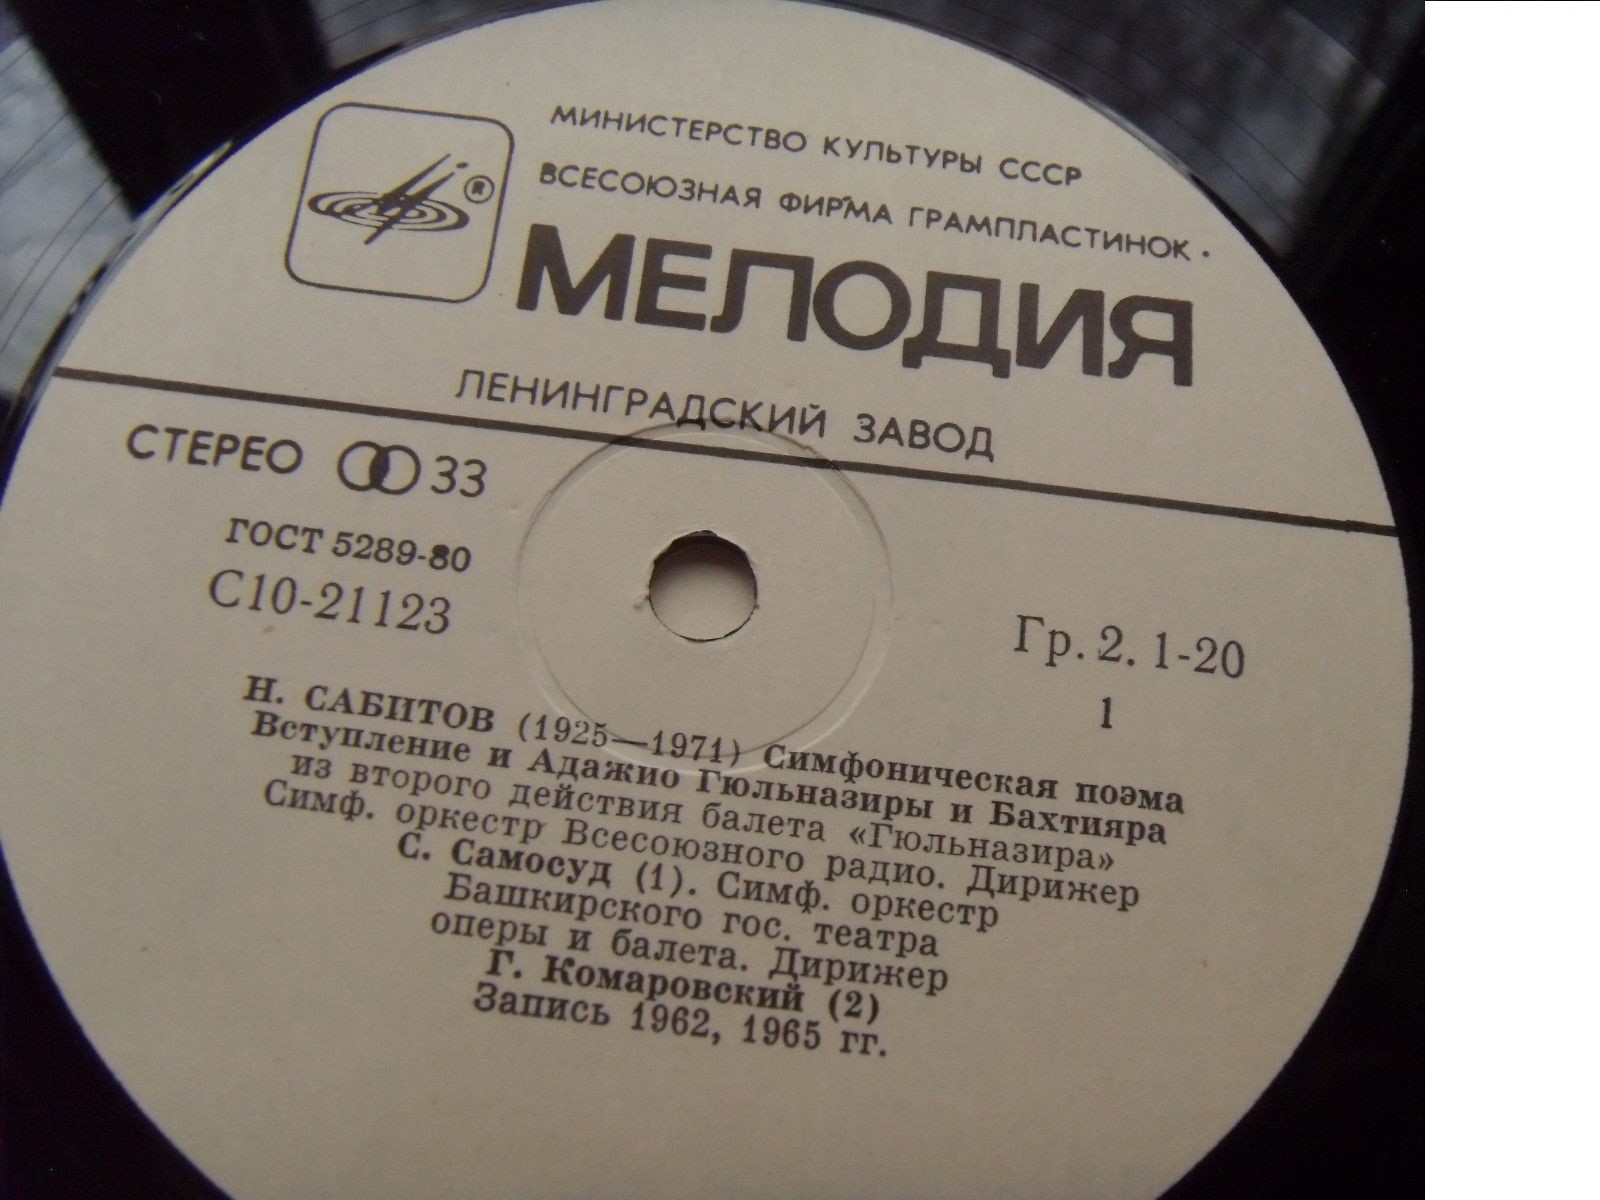 МИНИСТЕРСТВО КУЛЬТУРЫ СССР
ВСЕСОЮЗНАЯ ФИРМА ГРАМПЛАСТИНОК •
®
МЕЛОДИЯ
ЛЕНИНГРАДСКИЙ ЗАВОД
СТЕРЕО 33
ГОСТ 5289-80
С10-21123
Гр. 2. 1-20
1
Н. САБИТОВ (1925—1971) Симфоническая поэма
Вступление и Адажио Гюльназиры и Бахтияра
из второго действия балета «Гюльназира»
Симф. оркестр Всесоюзного радио. Дирижер
С. Самосуд (1). Симф. оркестр
Башкирского гос. театра
оперы и балета. Дирижер
Г. Комаровский (2)
Запись 1962, 1965 гг.